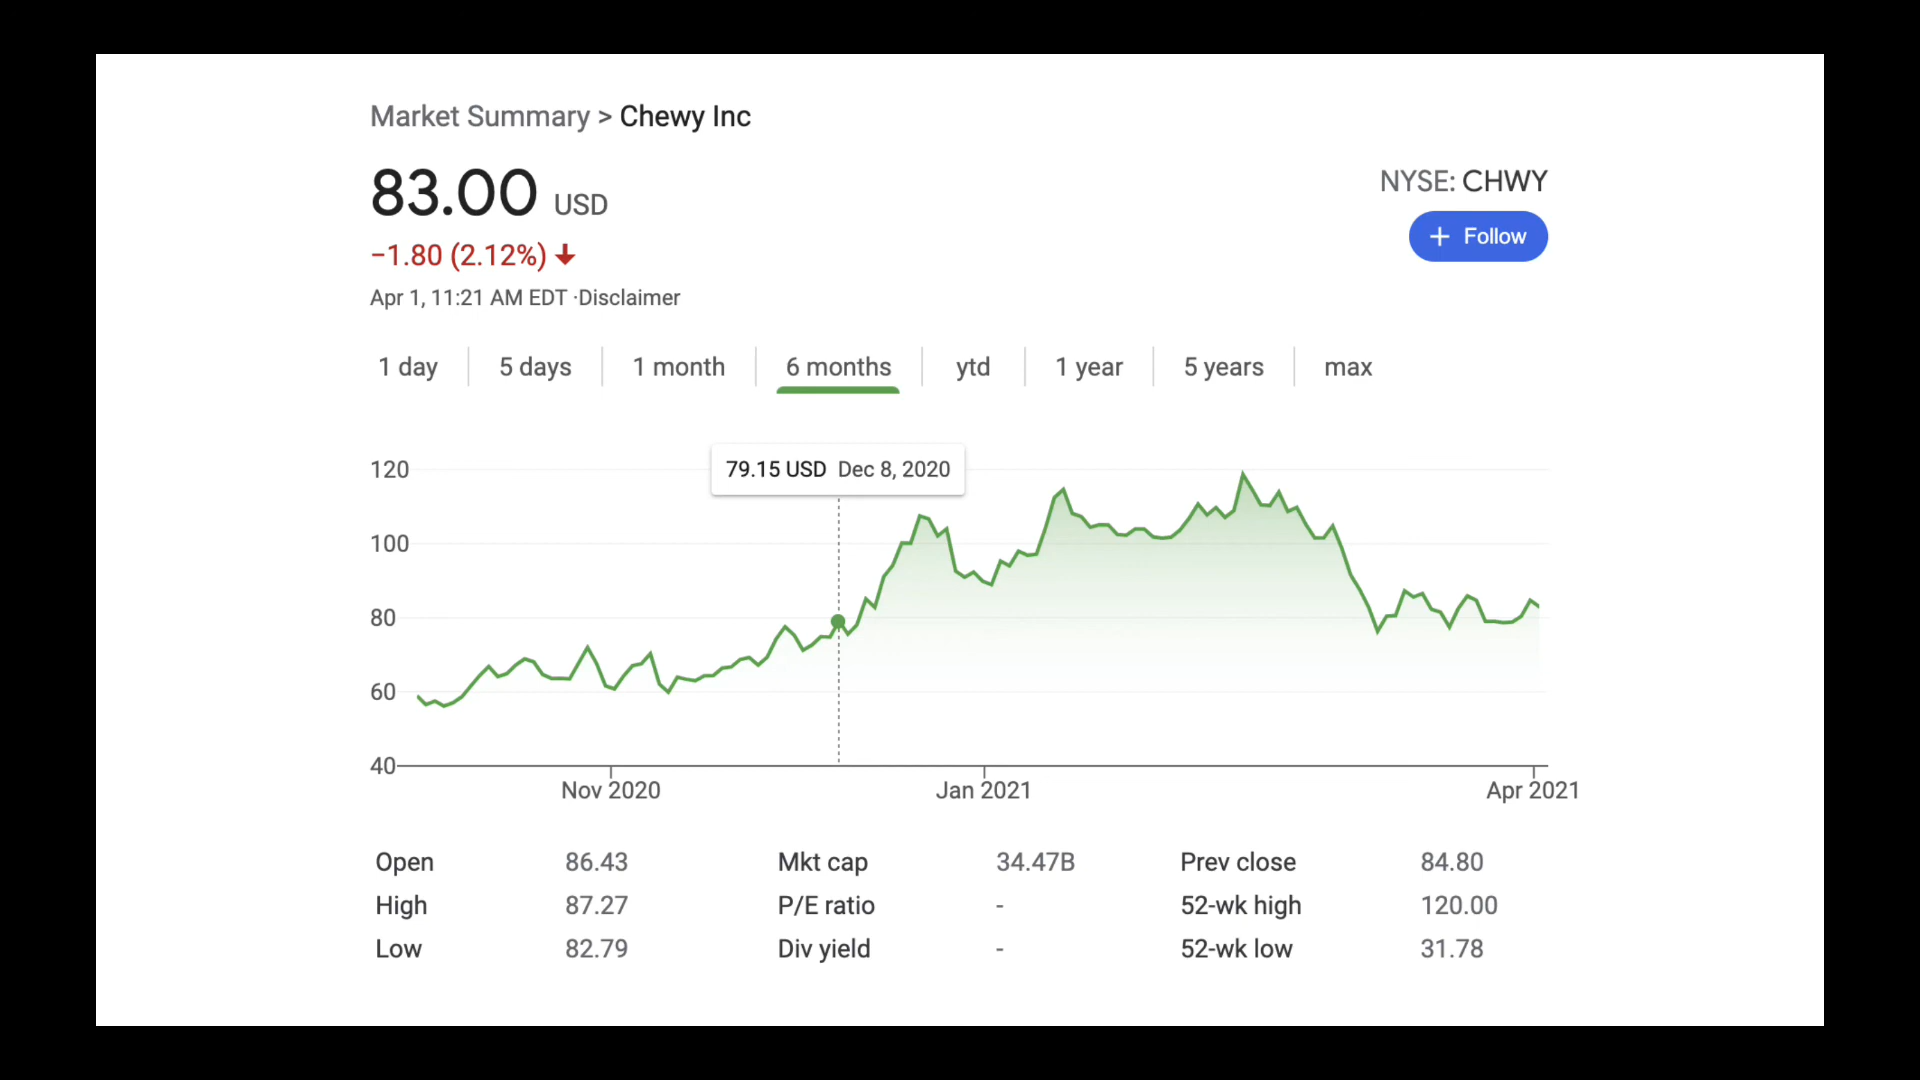 Market Summary > Chewy Inc
83.00 USD
NYSE: CHWY
+ Follow
−1.80 (2.12%)
Apr 1, 11:21 AM EDT ·Disclaimer
1 day 5 days 1 month 6 months ytd 1 year 5 years max
79.15 USD Dec 8, 2020
120
100
80
60
40
Nov 2020 Jan 2021 Apr 2021
Open 86.43 Mkt cap 34.47B Prev close 84.80
High 87.27 P/E ratio - 52-wk high 120.00
Low 82.79 Div yield - 52-wk low 31.78